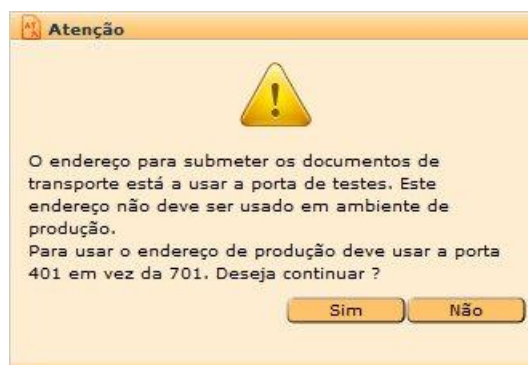 Atenção
O endereço para submeter os documentos de
transporte está a usar a porta de testes. Este
endereço não deve ser usado em ambiente de
produção.
Para usar o endereço de produção deve usar a porta
401 em vez da 701. Deseja continuar ?
Sim Não